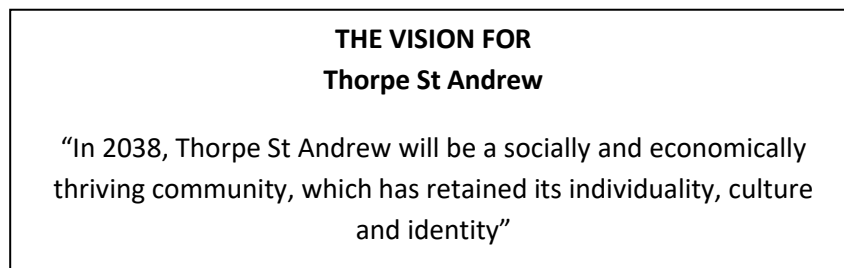 THE VISION FOR
Thorpe St Andrew
“In 2038, Thorpe St Andrew will be a socially and economically
thriving community, which has retained its individuality, culture
and identity”